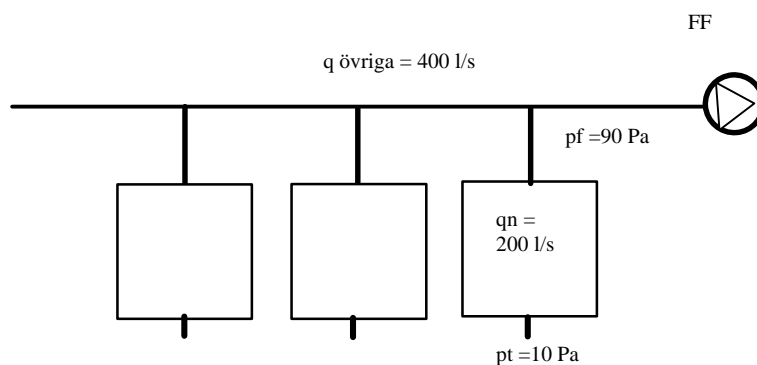 FF
q övriga = 400 l/s
pf =90 Pa
qn =
200 l/s
pt =10 Pa